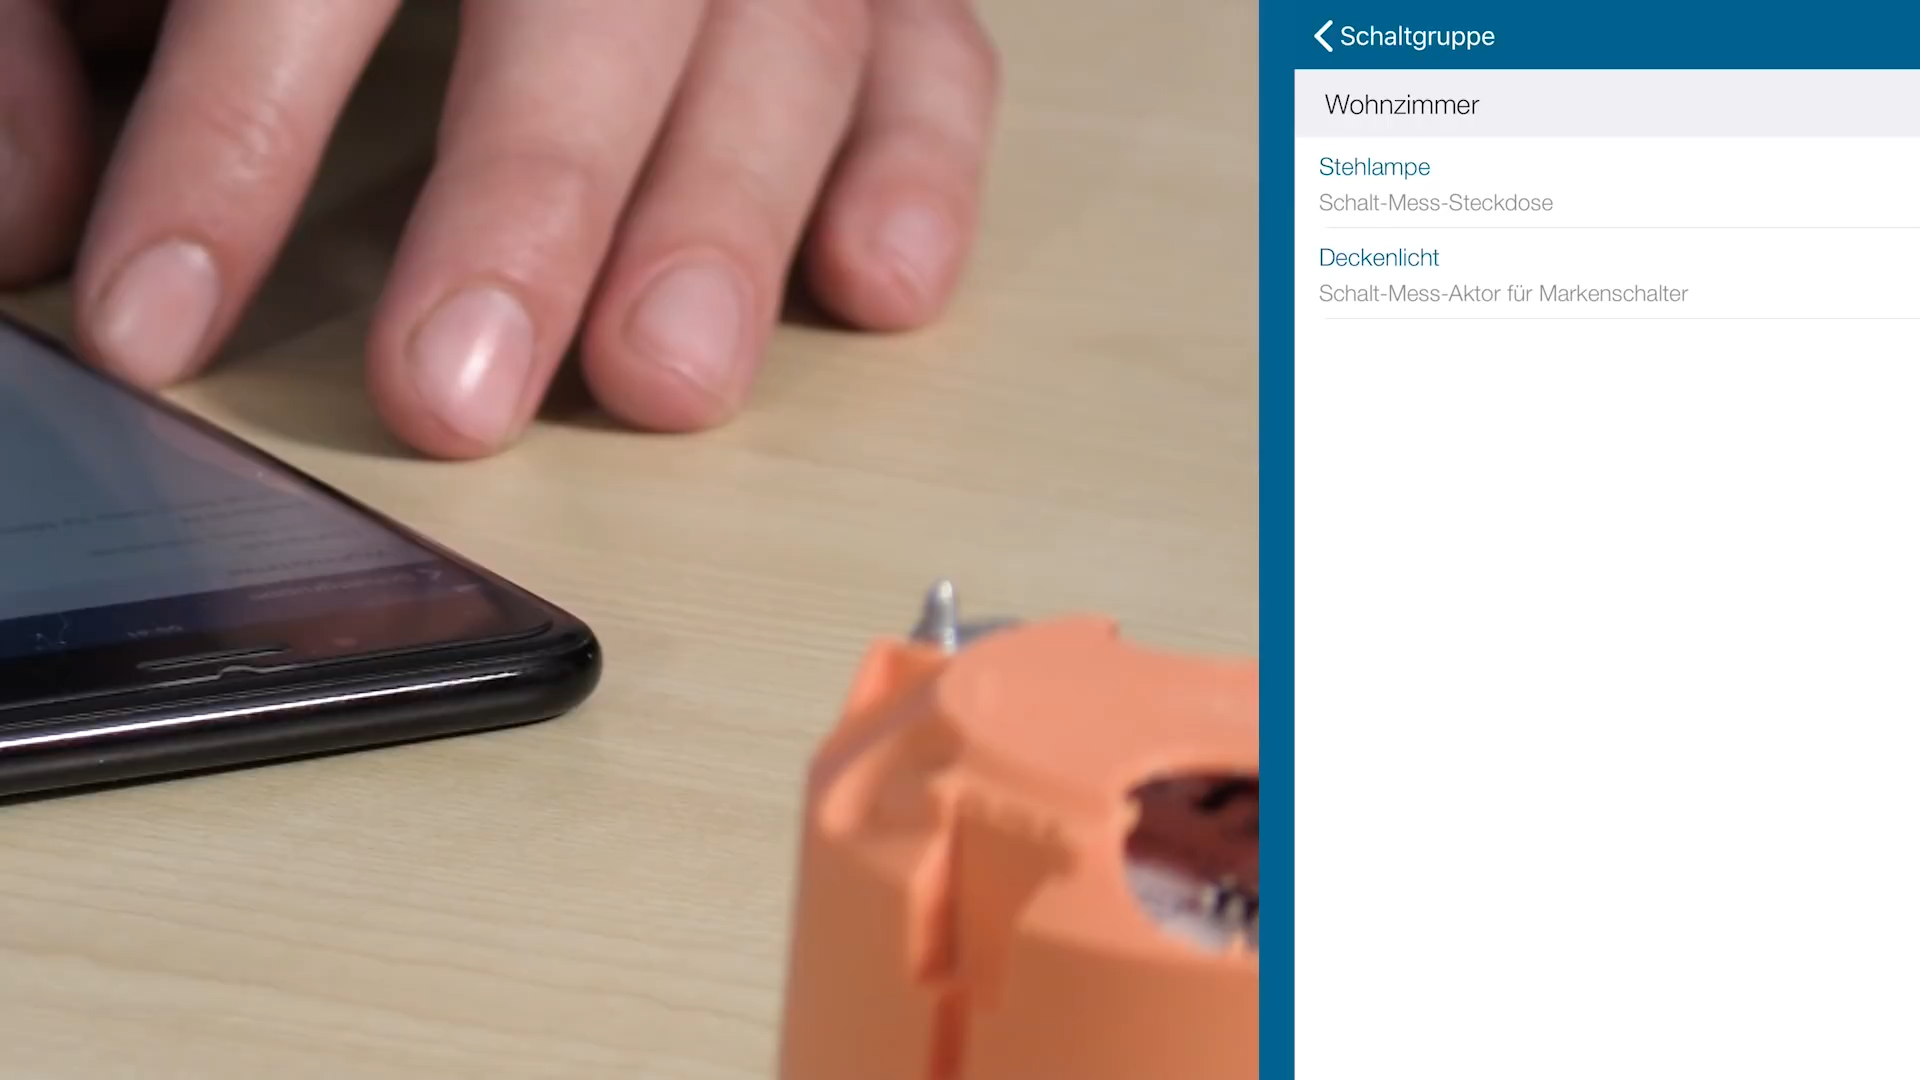 Schaltgruppe
Wohnzimmer
Stehlampe
Schalt-Mess-Steckdose
Deckenlicht
Schalt-Mess-Aktor für Markenschalter